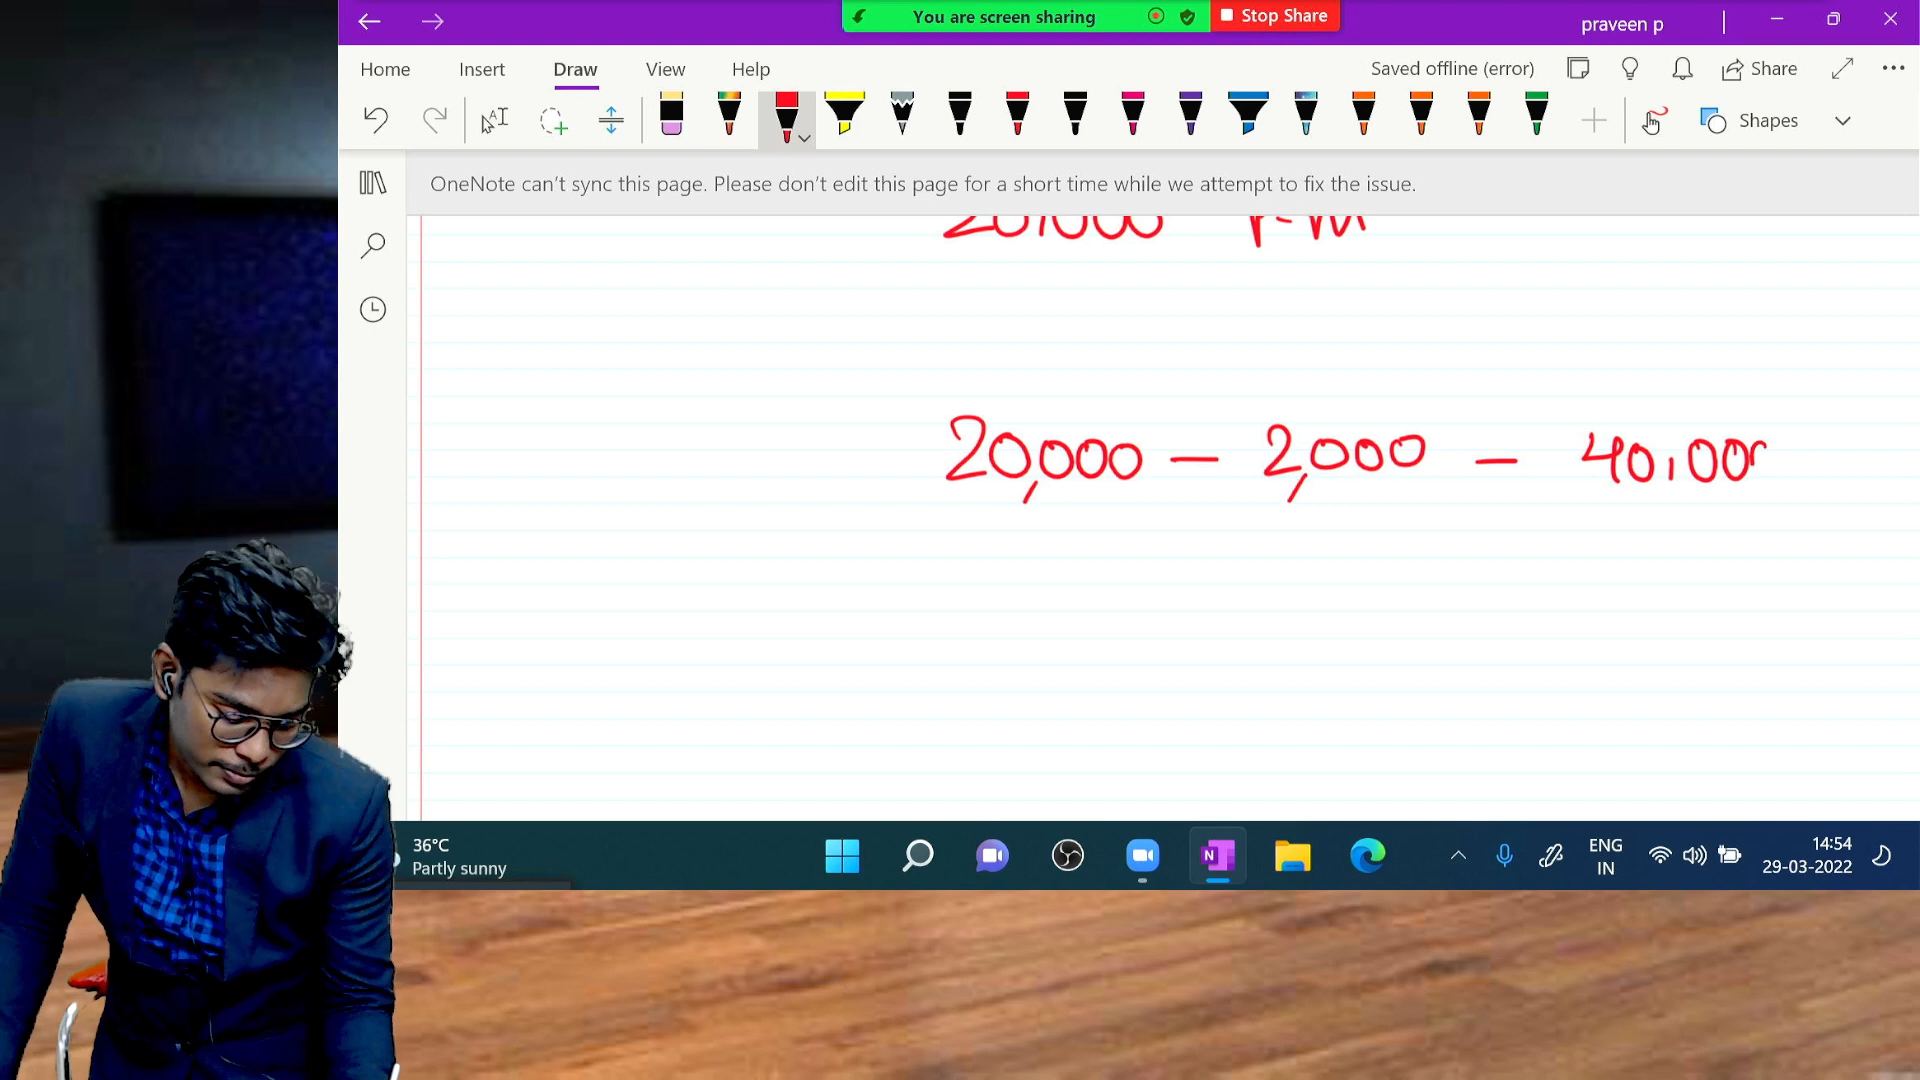 You are screen sharing Stop Share
praveen p
Home Insert Draw View Help
Saved offline (error) Share
Shapes
OneNote can't sync this page. Please don't edit this page for a short time while we attempt to fix the issue.
20,000 – 2,000 – 40,00
36°C
Partly sunny
ENG
IN
14:54
29-03-2022